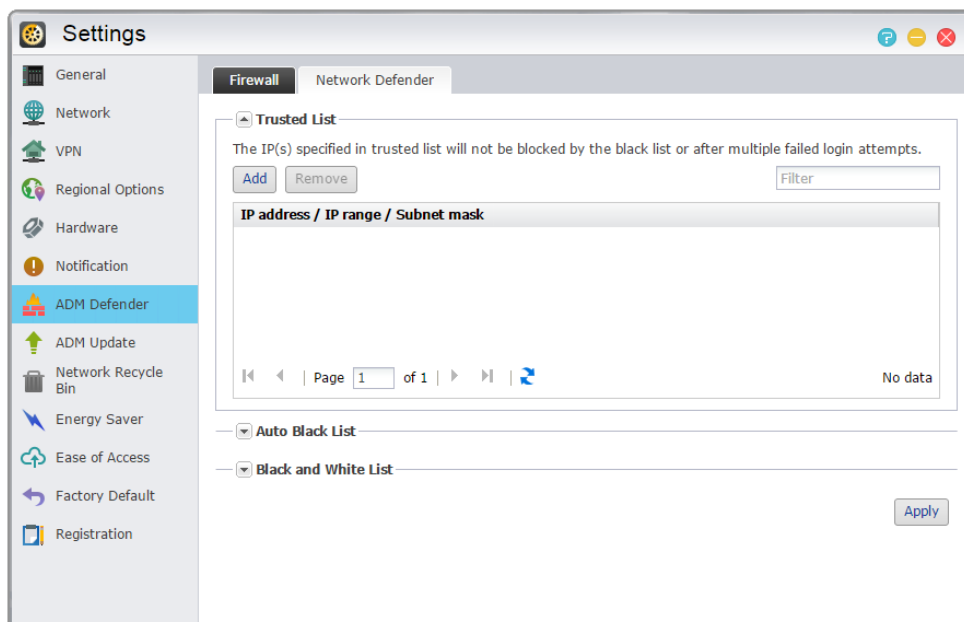 Settings
General
Network
VPN
Regional Options
Hardware
Notification
ADM Defender
ADM Update
Network Recycle
Bin
Energy Saver
Ease of Access
Factory Default
Registration
Firewall
Network Defender
Trusted List
The IP(s) specified in trusted list will not be blocked by the black list or after multiple failed login attempts.
Add
Remove
Filter
IP address / IP range / Subnet mask
Page 1 of 1
No data
Auto Black List
Black and White List
Apply